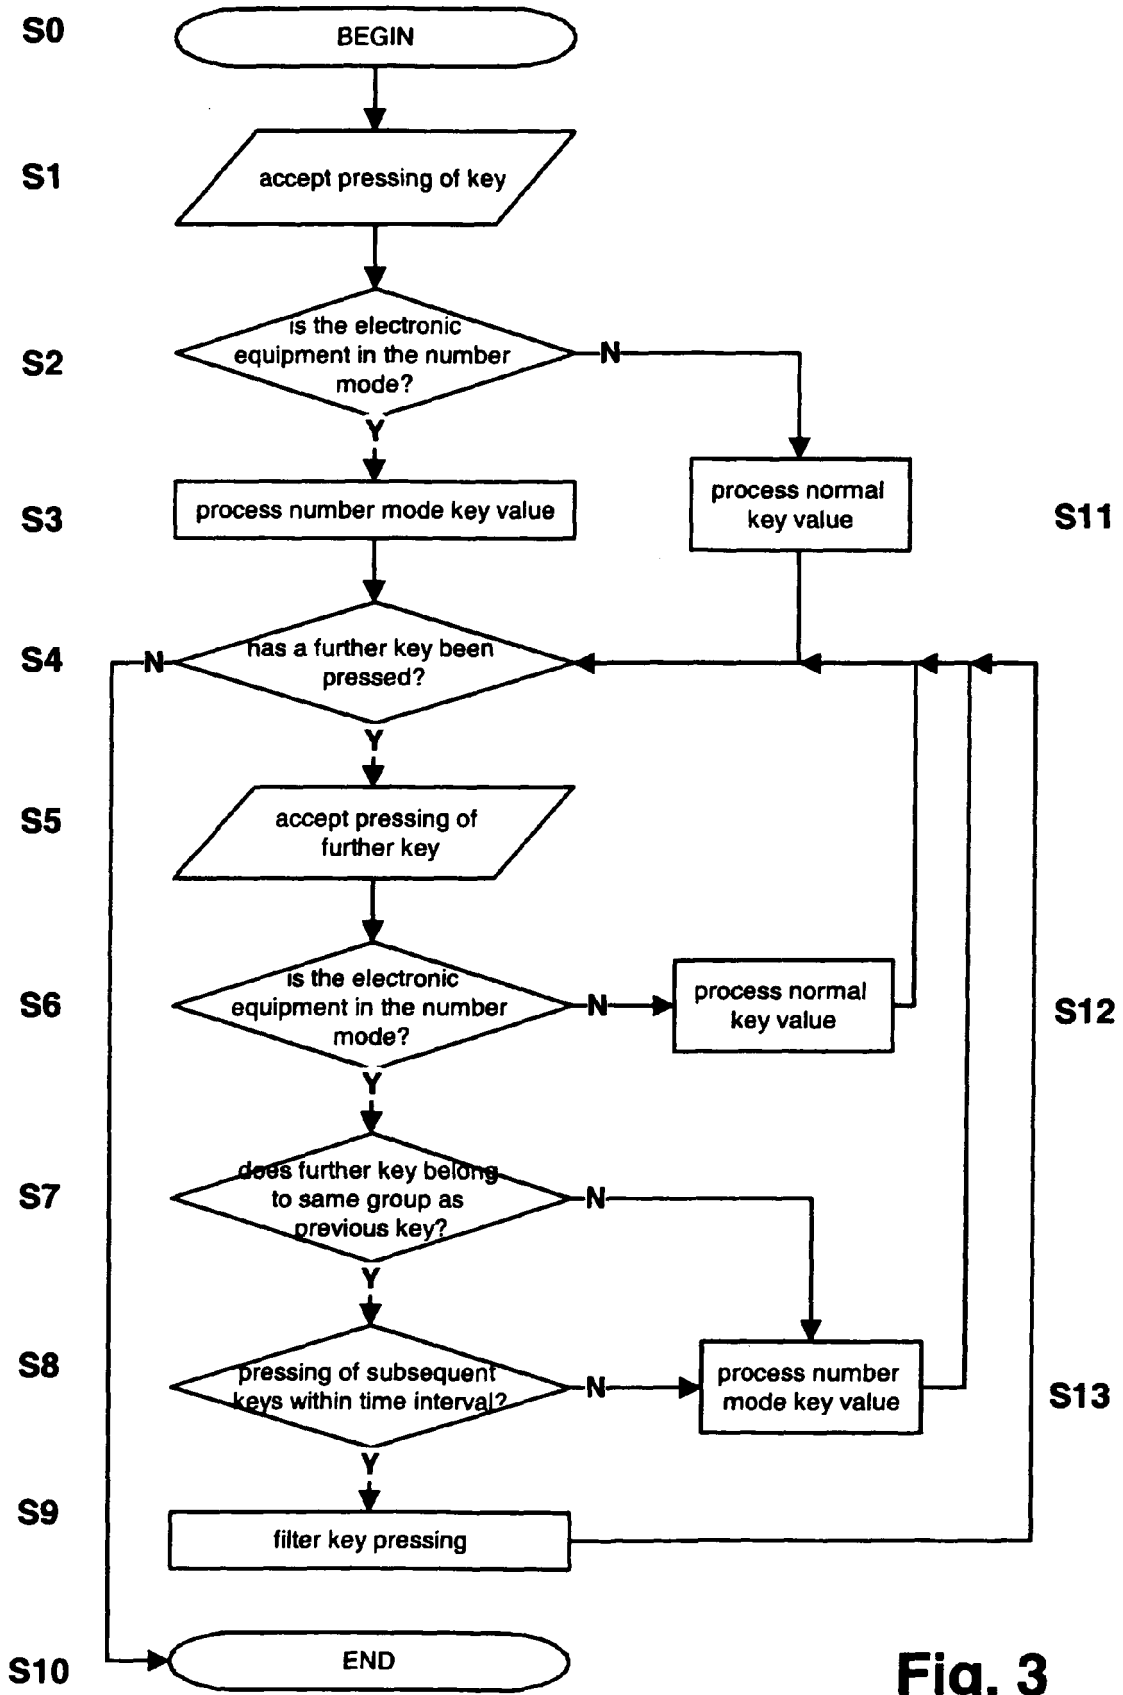 S0
BEGIN
S1
accept pressing of key
S2
is the electronic
equipment in the number
mode?
N
Y
S3
process number mode key value
process normal
key value
S11
S4
N
has a further key been
pressed?
Y
S5
accept pressing of
further key
S6
is the electronic
equipment in the number
mode?
N
process normal
key value
S12
Y
S7
does further key belong
to same group as
previous key?
N
Y
S8
pressing of subsequent
keys within time interval?
N
process number
mode key value
S13
Y
S9
filter key pressing
S10
END
Fig. 3